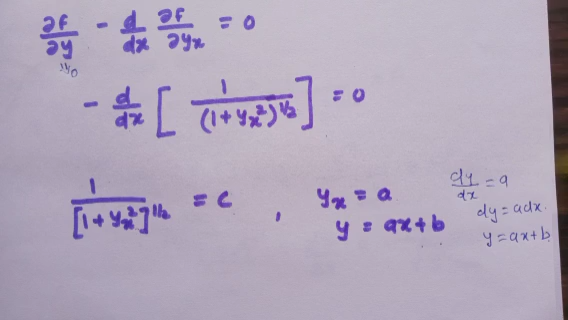 ∂F/∂y - d/dx ∂F/∂yₓ = 0
0
- d/dx [ 1/(1+yₓ²)^1/2 ] = 0
1/[1+yₓ²]^1/2 = c , yₓ = a
y = ax+b
dy/dx = a
dy = adx.
y = ax+b